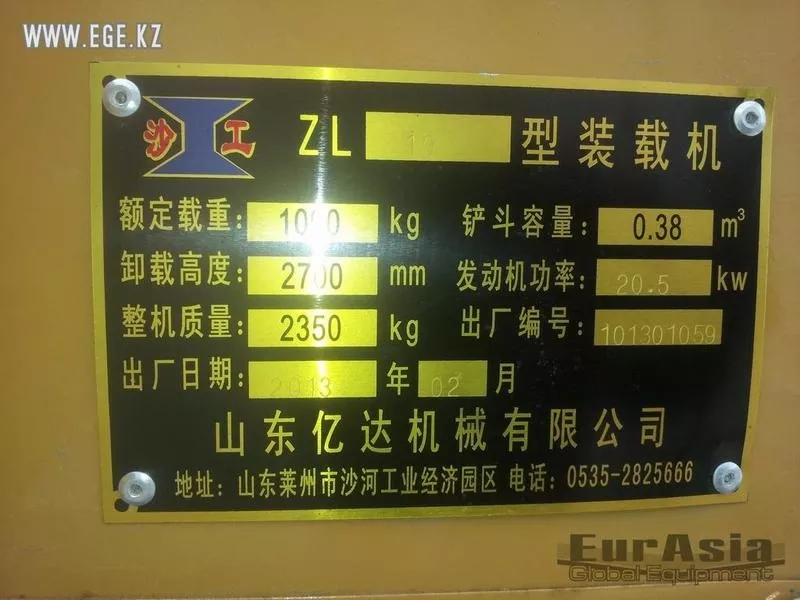 WWW.EGE.KZ
沙工 ZL 10 型装载机
额定载重: 1000 kg 铲斗容量: 0.38 m³
卸载高度: 2700 mm 发动机功率: 20.5 kw
整机质量: 2350 kg 出厂编号: 101301059
出厂日期: 2013 年 02 月
山东亿达机械有限公司
地址: 山东莱州市沙河工业经济园区 电话: 0535-2825666
EurAsia
Global Equipment